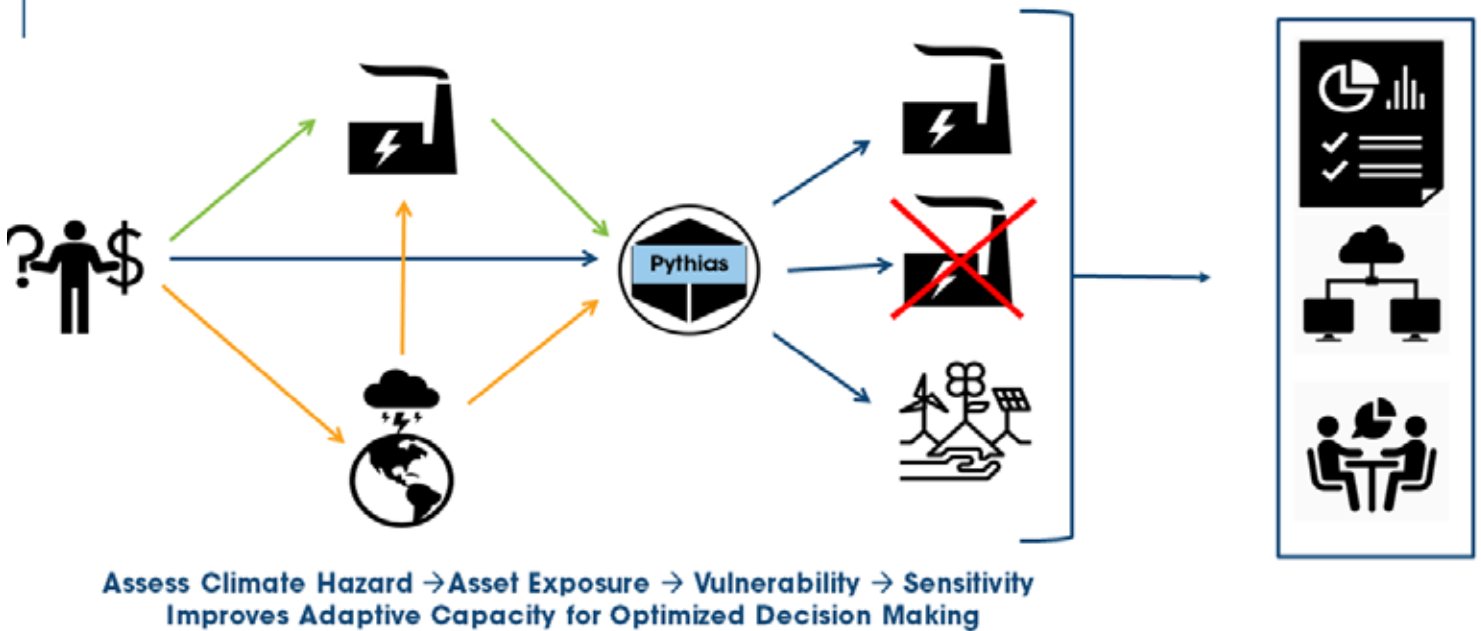 ? $
Pythias
Assess Climate Hazard → Asset Exposure → Vulnerability → Sensitivity
Improves Adaptive Capacity for Optimized Decision Making